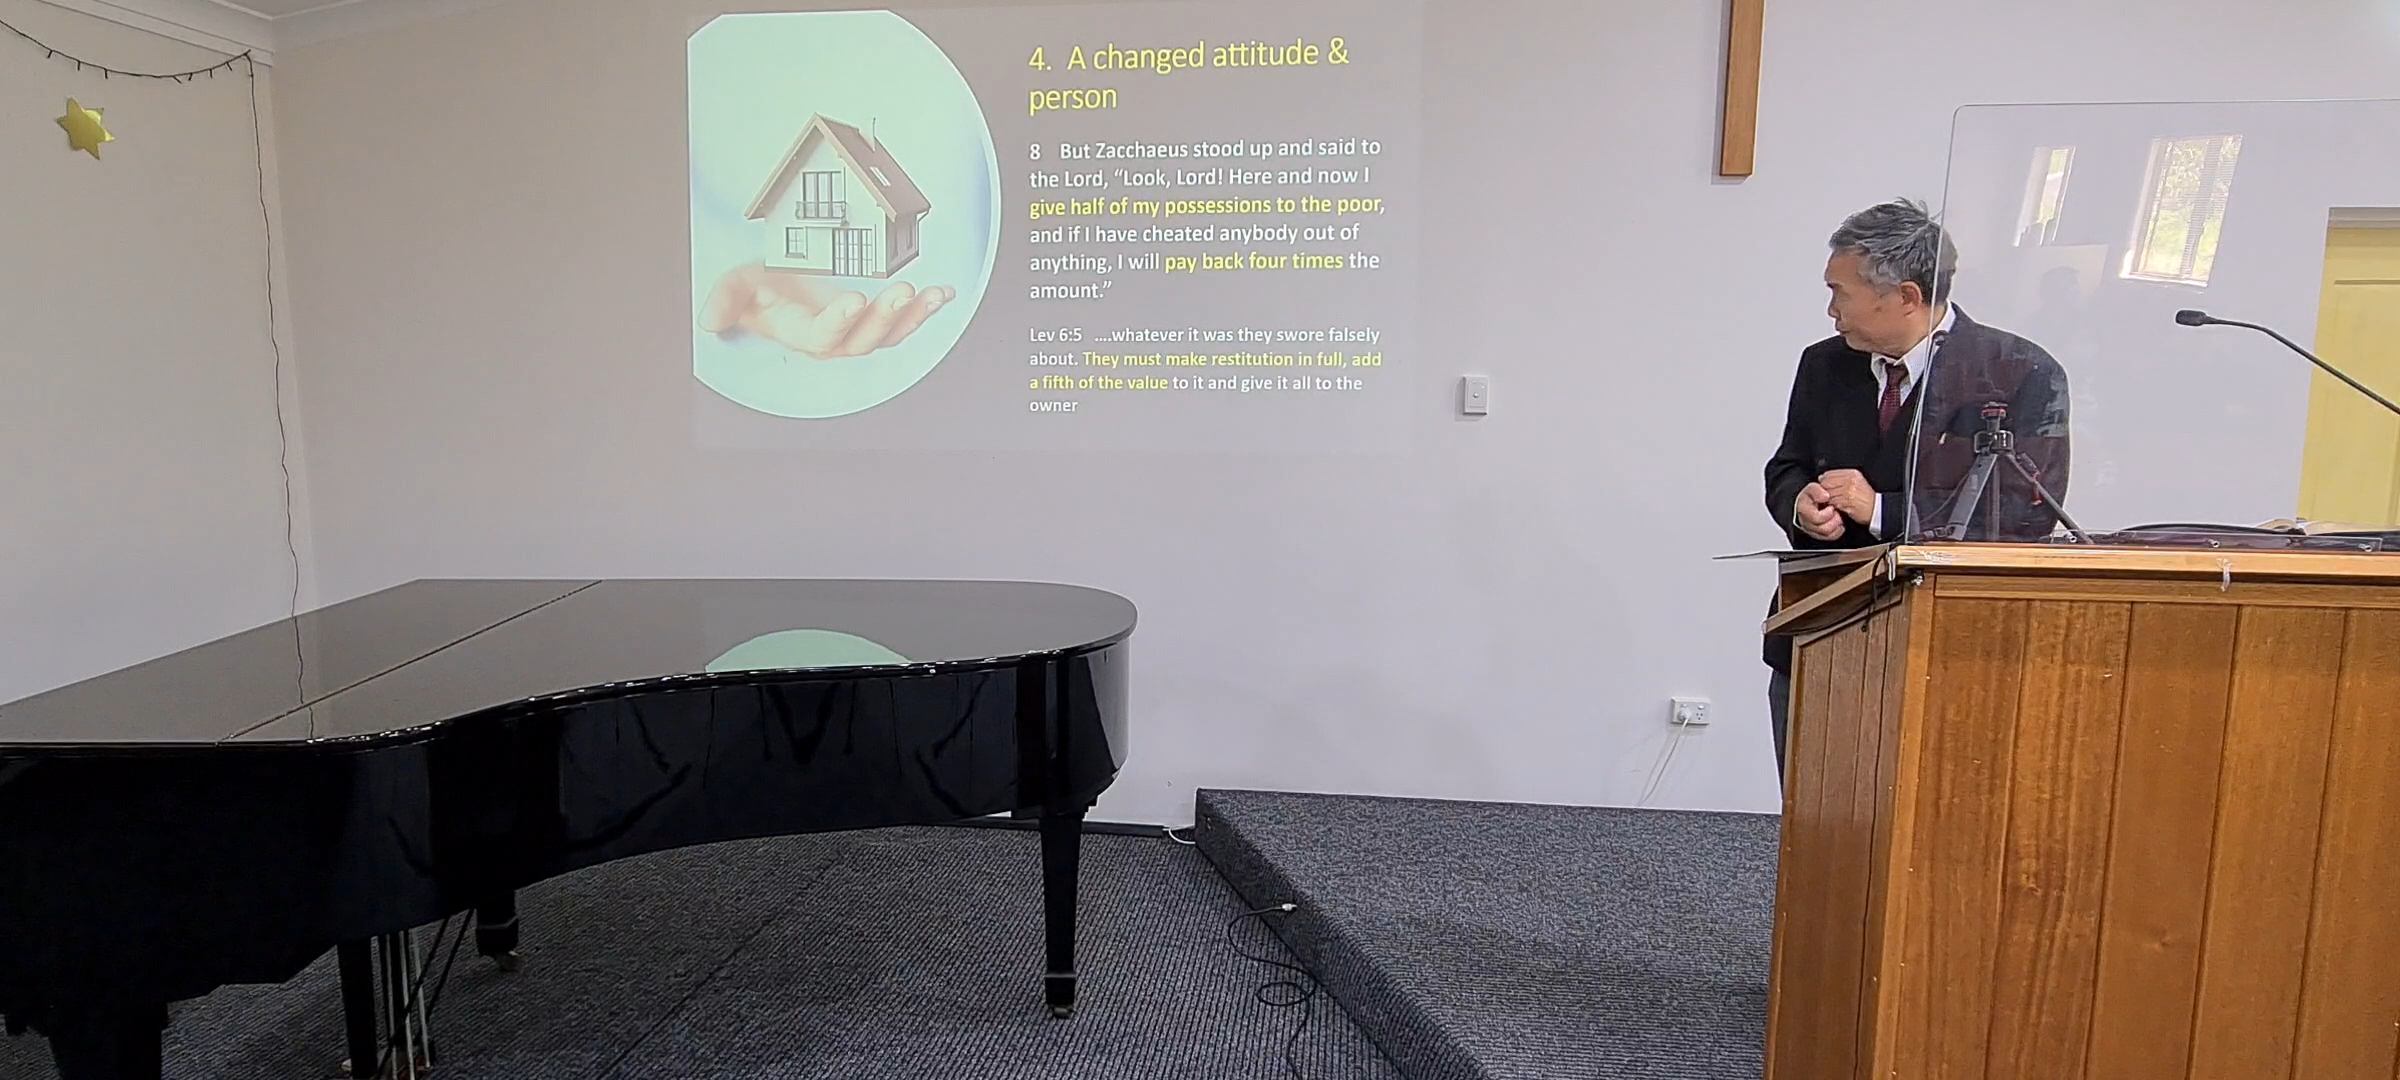 4.  A changed attitude &
person
8   But Zacchaeus stood up and said to
the Lord, “Look, Lord! Here and now I
give half of my possessions to the poor,
and if I have cheated anybody out of
anything, I will pay back four times the
amount.”
Lev 6:5   ....whatever it was they swore falsely
about. They must make restitution in full, add
a fifth of the value to it and give it all to the
owner